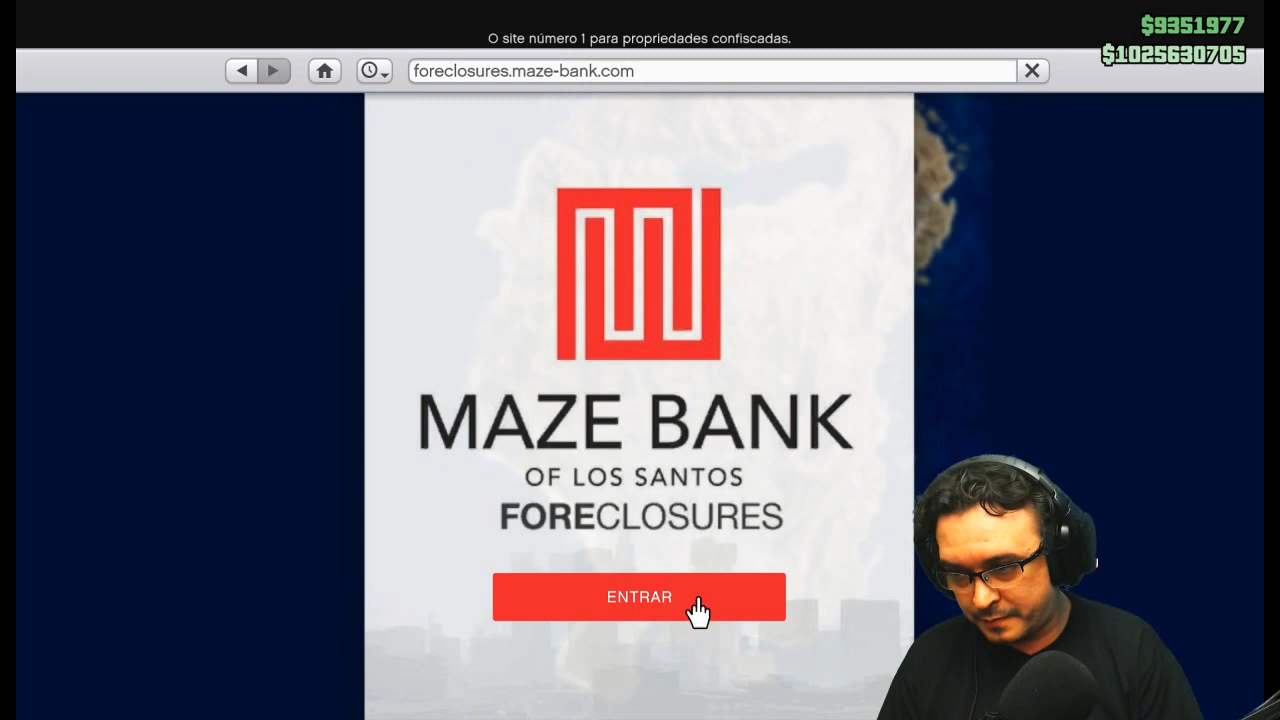 $9351977
O site número 1 para propriedades confiscadas.
$1025630705
foreclosures.maze-bank.com
MAZE BANK
OF LOS SANTOS
FORECLOSURES
ENTRAR